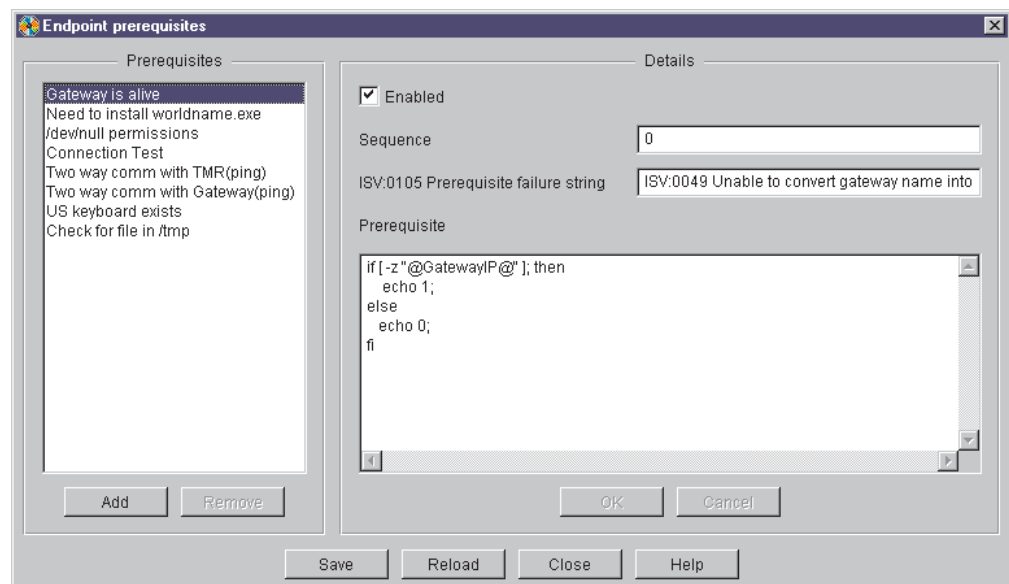 Endpoint prerequisites
Prerequisites
Gateway is alive
Need to install worldname.exe
/dev/null permissions
Connection Test
Two way comm with TMR(ping)
Two way comm with Gateway(ping)
US keyboard exists
Check for file in /tmp
Add
Remove
Details
Enabled
Sequence
0
ISV:0105 Prerequisite failure string
ISV:0049 Unable to convert gateway name into
Prerequisite
if [ -z "@GatewayIP@" ]; then
echo 1;
else
echo 0;
fi
OK
Cancel
Save
Reload
Close
Help